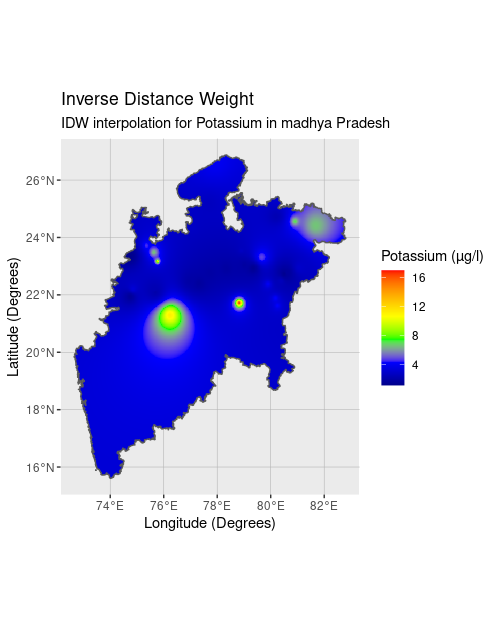 Inverse Distance Weight
IDW interpolation for Potassium in madhya Pradesh
26°N
24°N
22°N
20°N
18°N
16°N
Latitude (Degrees)
74°E 76°E 78°E 80°E 82°E
Longitude (Degrees)
Potassium (µg/l)
16
12
8
4